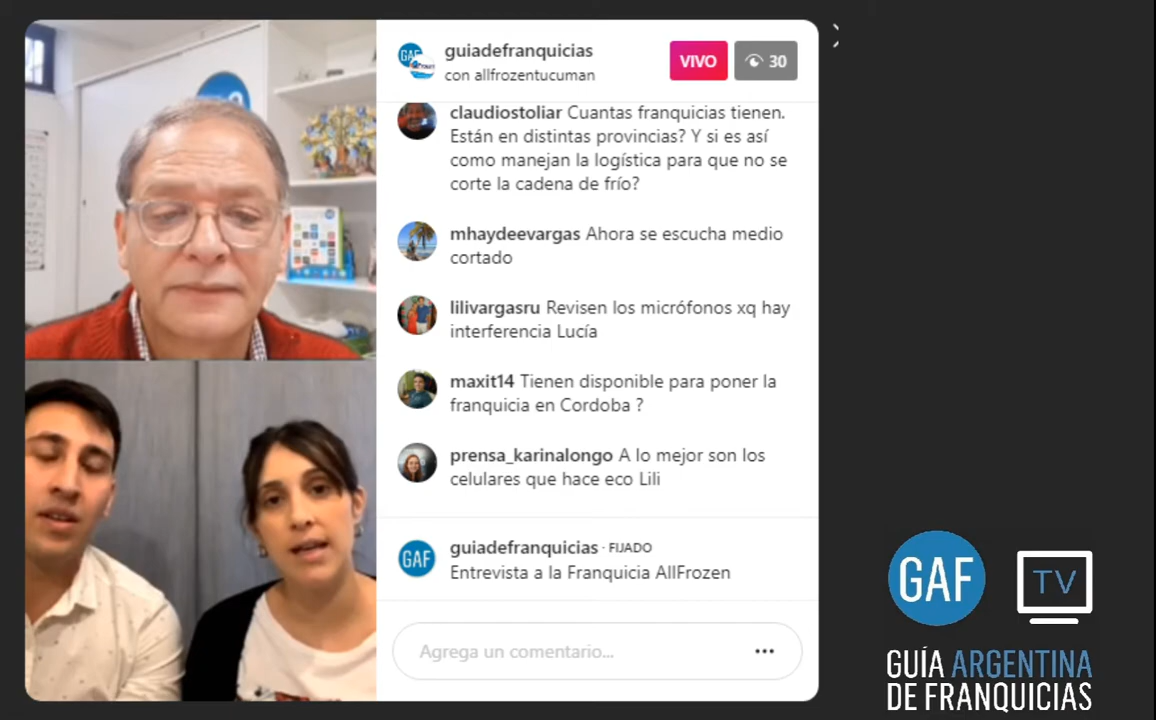 guiadefranquicias
con allfrozentucuman
VIVO
30
claudiostoliar Cuantas franquicias tienen.
Están en distintas provincias? Y si es así
como manejan la logística para que no se
corte la cadena de frío?
mhaydeevargas Ahora se escucha medio
cortado
lilivargasru Revisen los micrófonos xq hay
interferencia Lucía
maxit14 Tienen disponible para poner la
franquicia en Cordoba ?
prensa_karinalongo A lo mejor son los
celulares que hace eco Lili
GAF
guiadefranquicias · FIJADO
Entrevista a la Franquicia AllFrozen
Agrega un comentario...
GAF
TV
GUÍA ARGENTINA
DE FRANQUICIAS